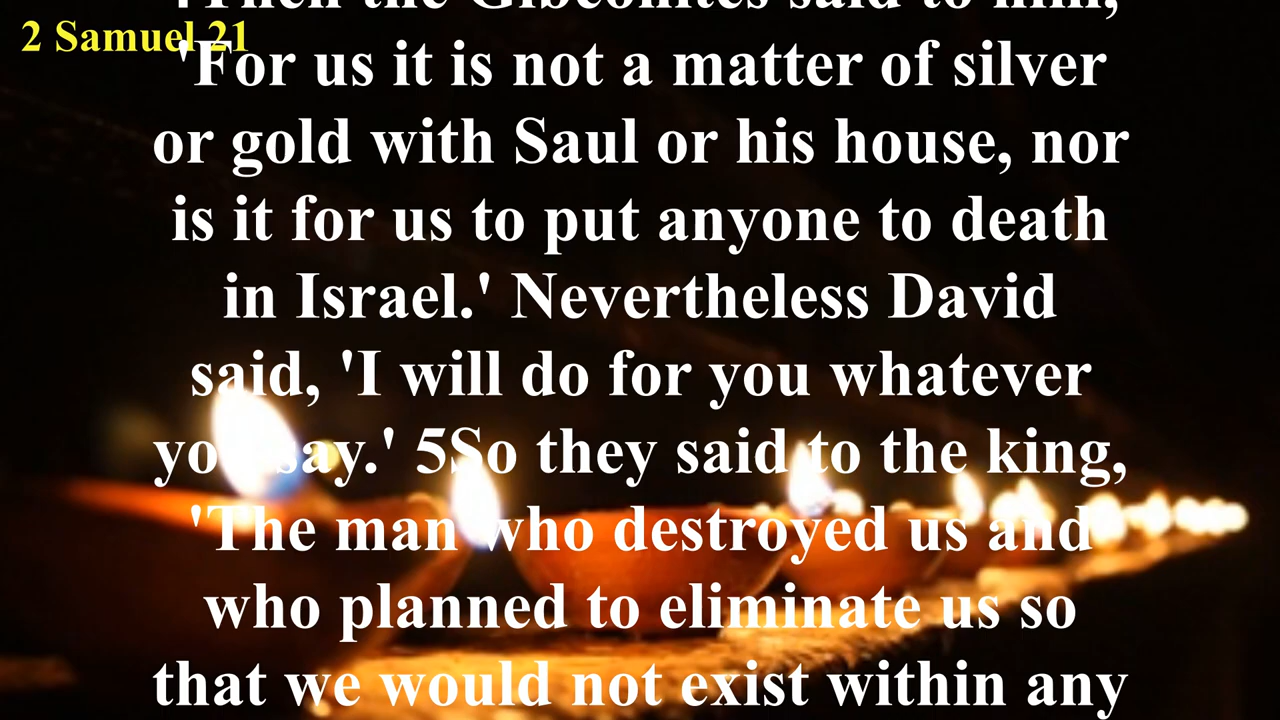 2 Samuel 21
4Then the Gibeonites said to him,
'For us it is not a matter of silver
or gold with Saul or his house, nor
is it for us to put anyone to death
in Israel.' Nevertheless David
said, 'I will do for you whatever
you say.' 5So they said to the king,
'The man who destroyed us and
who planned to eliminate us so
that we would not exist within any